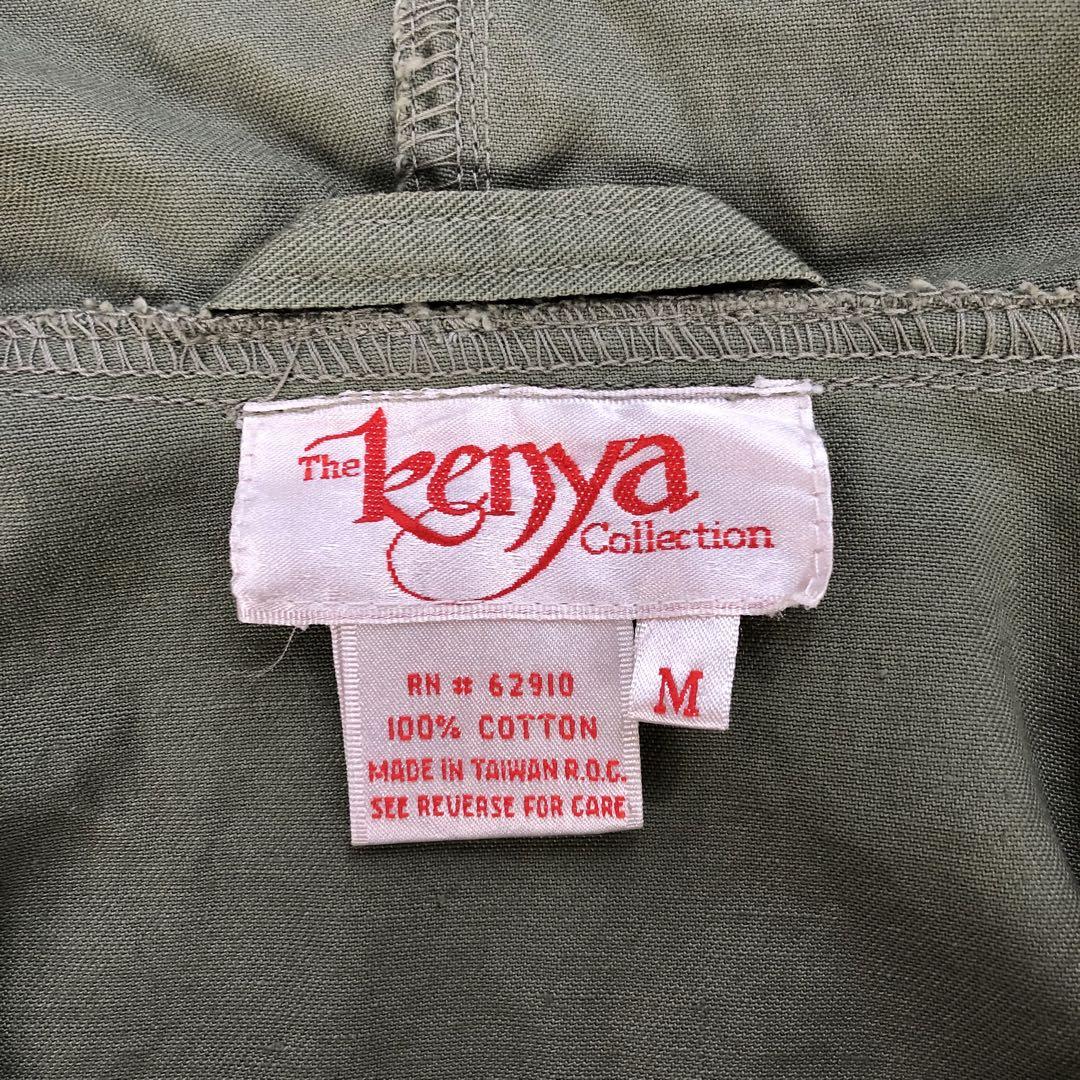 The Kenya
Collection
RN # 62910
100% COTTON
MADE IN TAIWAN R.O.C.
SEE REVERSE FOR CARE
M